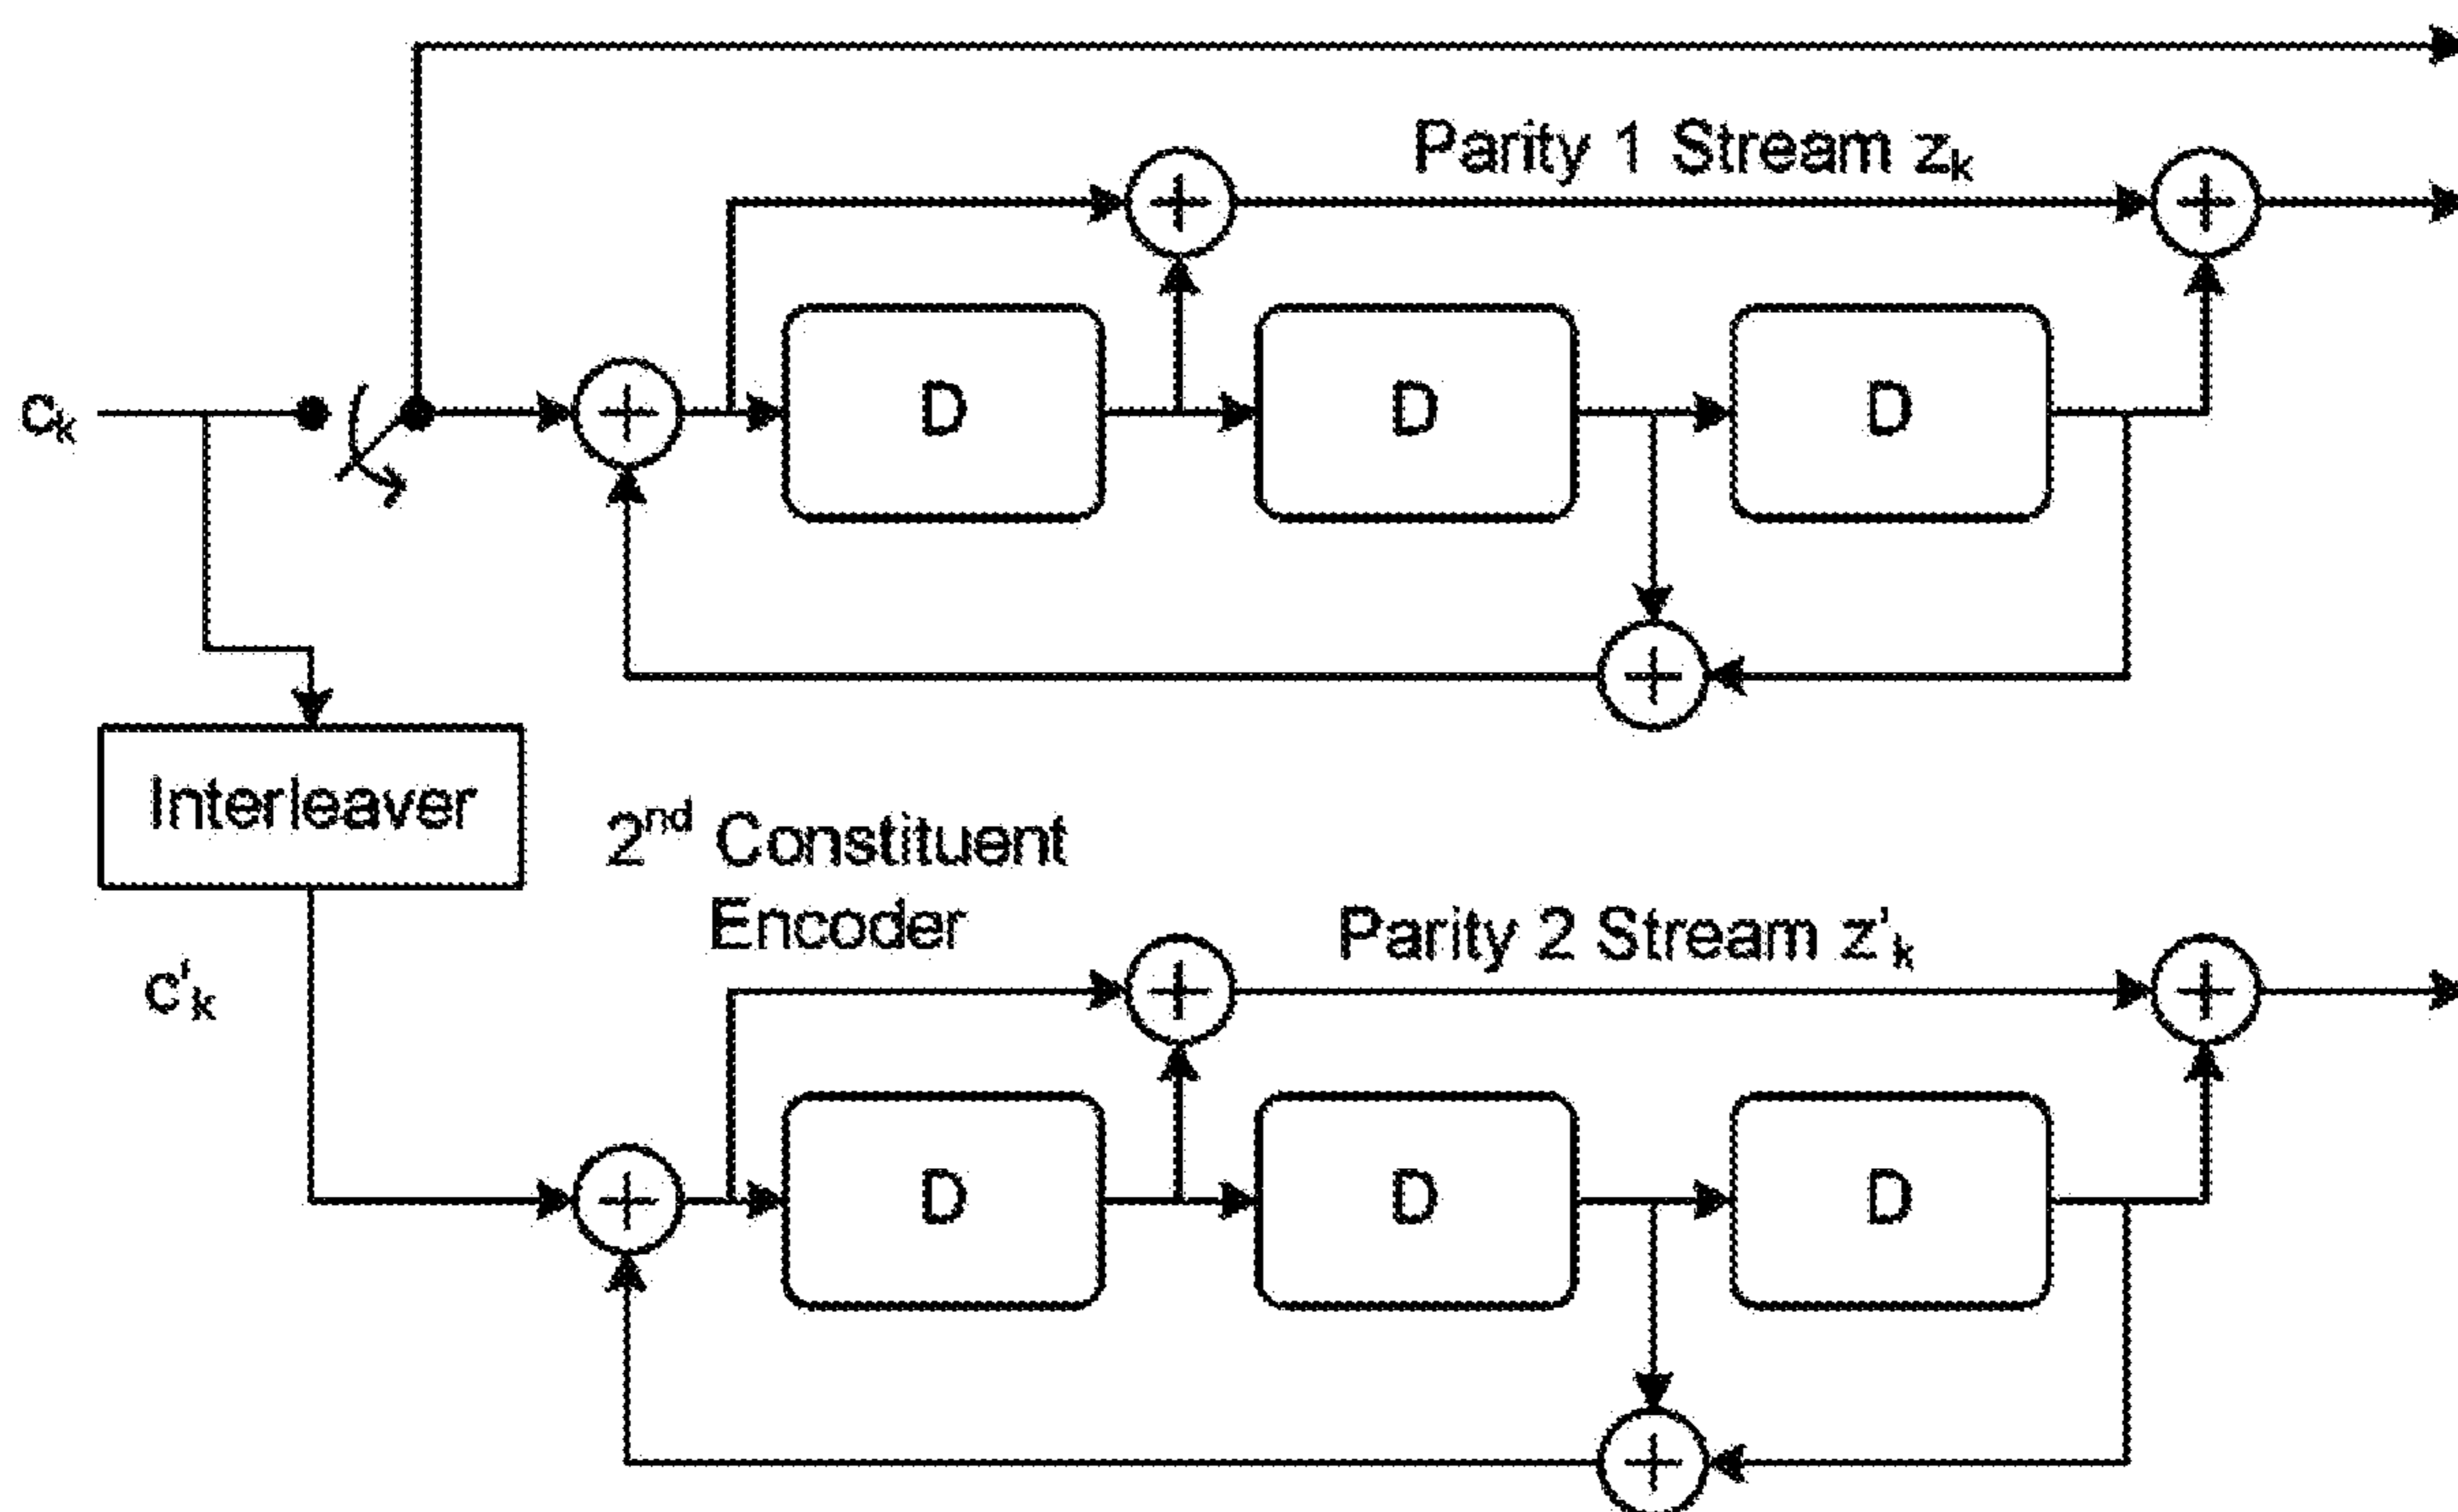 Parity 1 Stream zₖ
D D D
cₖ
Interleaver
2ⁿᵈ Constituent
Encoder
Parity 2 Stream z'ₖ
c'ₖ
D D D